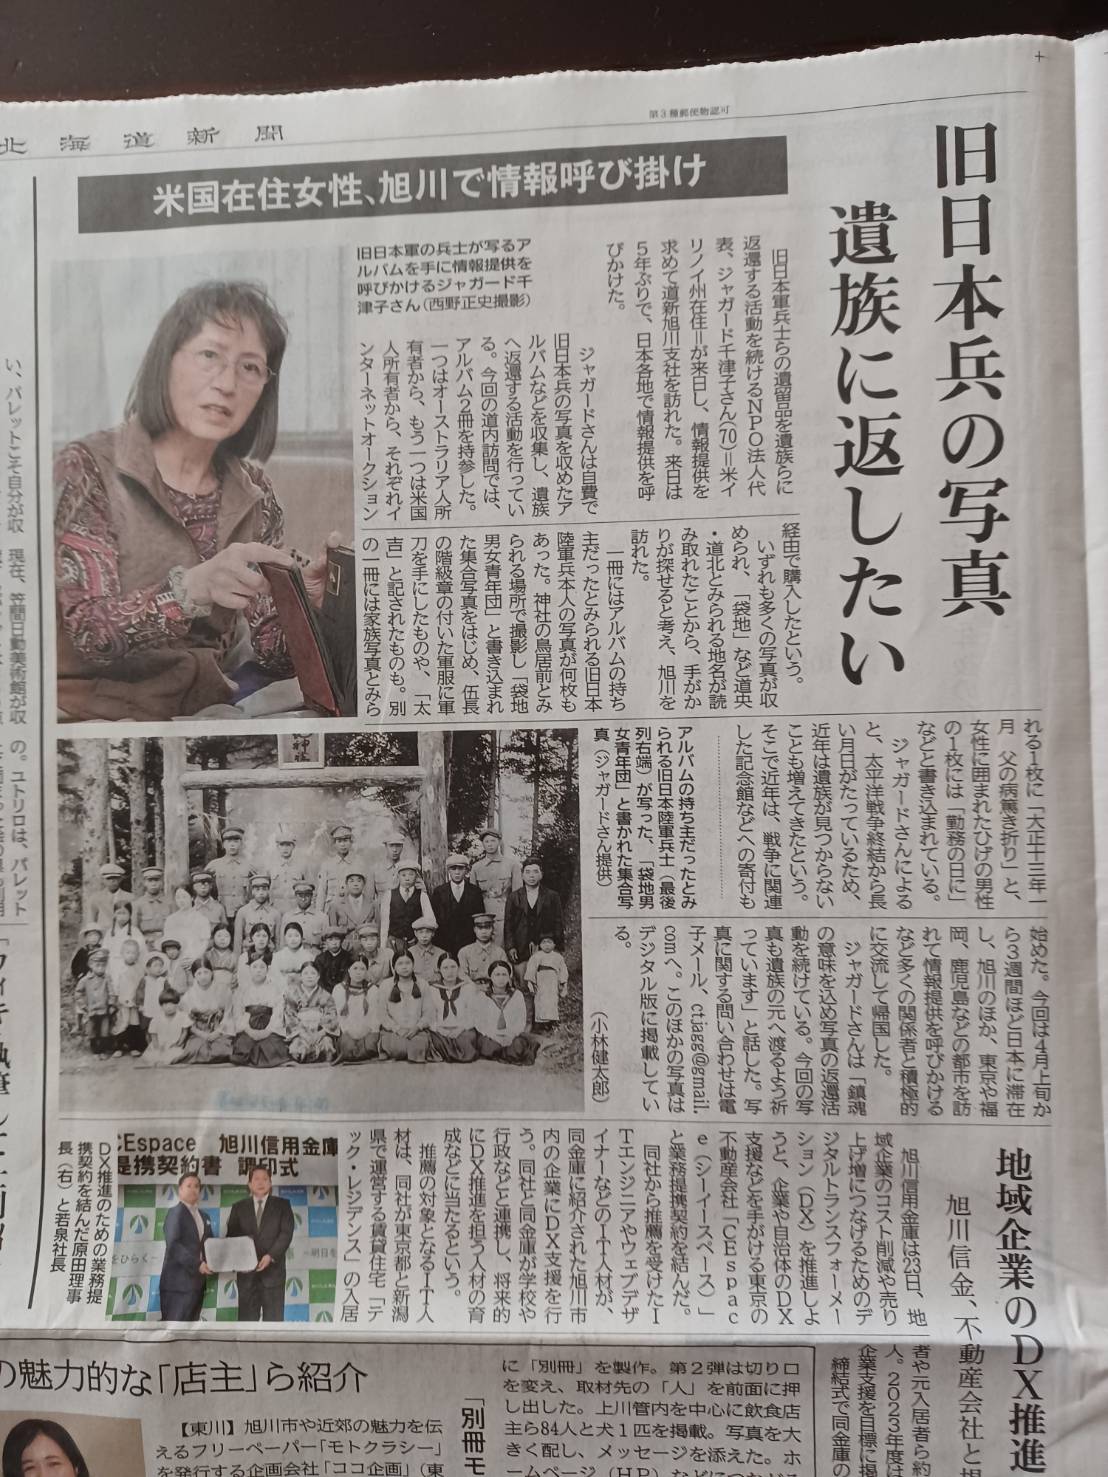 北海道新聞
第3種郵便物認可
旧日本兵の写真
遺族に返したい
米国在住女性、旭川で情報呼び掛け
旧日本軍の兵士が写るア
ルバムを手に情報提供を
呼びかけるジャガード千
津子さん(西野正史撮影)
旧日本軍兵士らの遺留品を遺族らに
返還する活動を続けるNPO法人代
表、ジャガード千津子さん(70)=米イ
リノイ州在住=が来日し、情報提供を
求めて道新旭川支社を訪れた。来日は
5年ぶりで、日本各地で情報提供を呼
びかけた。
ジャガードさんは自費で
旧日本兵の写真を収めたア
ルバムなどを収集し、遺族
へ返還する活動を行ってい
る。今回の道内訪問では、
アルバム2冊を持参した。
一つはオーストラリア人所
有者から、もう一つは米国
人所有者から、それぞれイ
ンターネットオークション
経由で購入したという。
いずれも多くの写真が収
められ、「袋地」など道央
・道北とみられる地名が読
み取れたことから、手がか
りが探せると考え、旭川を
訪れた。
一冊にはアルバムの持ち
主だったとみられる旧日本
陸軍兵本人の写真が何枚も
あった。神社の鳥居前とみ
られる場所で撮影し「袋地
男女青年団」と書き込まれ
た集合写真をはじめ、伍長
の階級章の付いた軍服に軍
刀を手にしたものや、「太
吉」と記されたものも。別
の一冊には家族写真とみら
れる1枚に「大正十三年一
月 父の病篤き折り」と、
女性に囲まれたひげの男性
の1枚には「勤務の日に」
などと書き込まれている。
ジャガードさんによる
と、太平洋戦争終結から長
い月日がたっているため、
近年は遺族が見つからない
ことも増えてきたという。
そこで近年は、戦争に関連
した記念館などへの寄付も
始めた。今回は4月上旬か
ら3週間ほど日本に滞在
し、旭川のほか、東京や福
岡、鹿児島などの都市を訪
れて情報提供を呼びかける
など多くの関係者と積極的
に交流して帰国した。
ジャガードさんは「鎮魂
の意味を込め写真の返還活
動を続けている。今回の写
真も遺族の元へ渡るよう祈
っています」と話した。写
真に関する問い合わせは電
子メール、ctjagg@gmail.
comへ。このほかの写真は
デジタル版に掲載してい
る。
(小林健太郎)
アルバムの持ち主だったとみ
られる旧日本陸軍兵士(最後
列右端)が写った、「袋地男
女青年団」と書かれた集合写
真(ジャガードさん提供)
地域企業のDX推進
旭川信金、不動産会社と
旭川信用金庫は23日、地
域企業のコスト削減や売り
上げ増につなげるためのデ
ジタルトランスフォーメー
ション(DX)を推進しよ
うと、企業や自治体のDX
支援などを手がける東京の
不動産会社「CEspac
e(シーイースペース)」
と業務提携契約を結んだ。
同社から推薦を受けたI
Tエンジニアやウェブデザ
イナーなどのIT人材が、
同金庫に紹介された旭川市
内の企業にDX支援を行
う。同社と同金庫が学校や
行政などと連携し、将来的
にDX推進を担う人材の育
成などに当たるという。
推薦の対象となるIT人
材は、同社が東京都と新潟
県で運営する賃貸住宅「テ
ック・レジデンス」の入居
者や元入居者ら約
人。2023年度は
企業支援を目標に掲
締結式で同金庫の
CEspace 旭川信用金庫
是携契約書 調印式
DX推進のための業務提
携契約を結んだ原田理事
長(右)と若泉社長
の魅力的な「店主」ら紹介
【東川】旭川市や近郊の魅力を伝
えるフリーペーパー「モトクラシー」
を発行する企画会社「ココ企画」(東
「別冊モ
に「別冊」を製作。第2弾は切り口
を変え、取材先の「人」を前面に押
し出した。上川管内を中心に飲食店
主ら84人と犬1匹を掲載。写真を大
きく配し、メッセージを添えた。ホ
ームページ(HP)などに
い、パレットこそ自分が収
現在、笠間日動美術館が収
の。ユトリロは、パレット